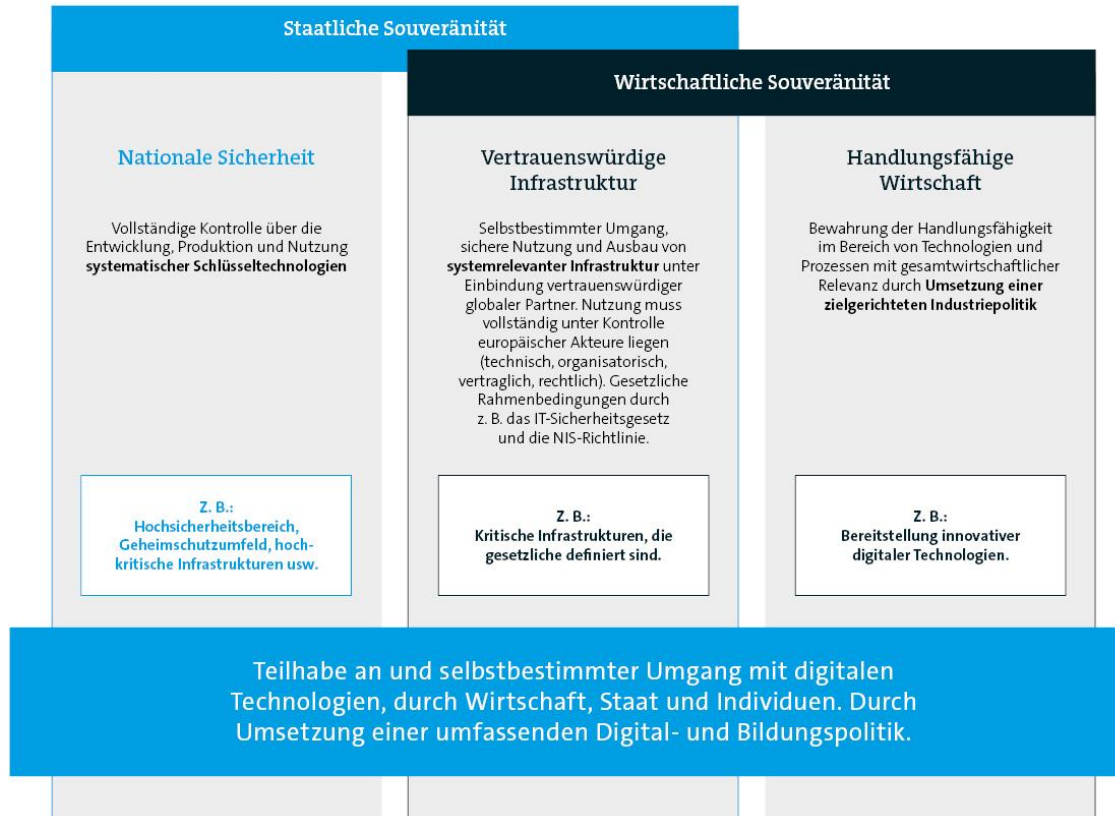 Staatliche Souveränität
Wirtschaftliche Souveränität
Nationale Sicherheit
Vollständige Kontrolle über die
Entwicklung, Produktion und Nutzung
systematischer Schlüsseltechnologien
Z. B.:
Hochsicherheitsbereich,
Geheimschutzumfeld, hoch-
kritische Infrastrukturen usw.
Vertrauenswürdige
Infrastruktur
Selbstbestimmter Umgang,
sichere Nutzung und Ausbau von
systemrelevanter Infrastruktur unter
Einbindung vertrauenswürdiger
globaler Partner. Nutzung muss
vollständig unter Kontrolle
europäischer Akteure liegen
(technisch, organisatorisch,
vertraglich, rechtlich). Gesetzliche
Rahmenbedingungen durch
z. B. das IT-Sicherheitsgesetz
und die NIS-Richtlinie.
Z. B.:
Kritische Infrastrukturen, die
gesetzliche definiert sind.
Handlungsfähige
Wirtschaft
Bewahrung der Handlungsfähigkeit
im Bereich von Technologien und
Prozessen mit gesamtwirtschaftlicher
Relevanz durch Umsetzung einer
zielgerichteten Industriepolitik
Z. B.:
Bereitstellung innovativer
digitaler Technologien.
Teilhabe an und selbstbestimmter Umgang mit digitalen
Technologien, durch Wirtschaft, Staat und Individuen. Durch
Umsetzung einer umfassenden Digital- und Bildungspolitik.